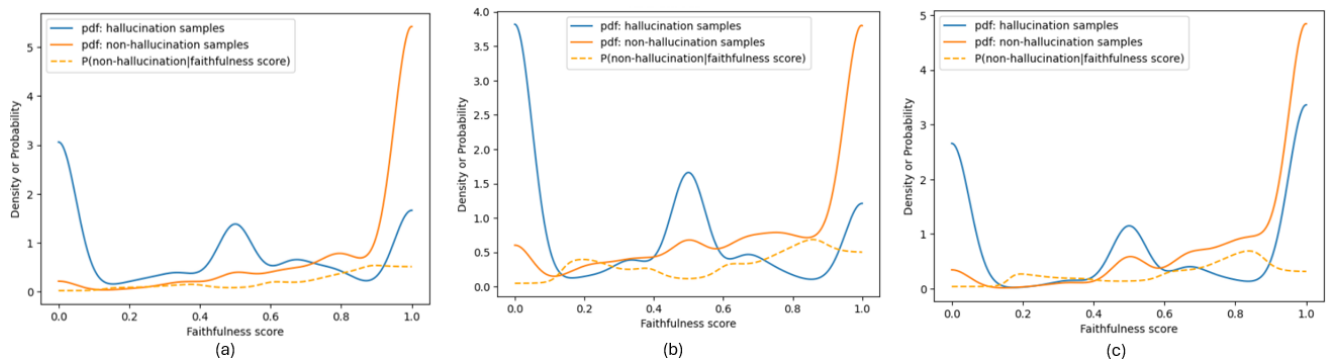 pdf: hallucination samples
pdf: non-hallucination samples
P(non-hallucination|faithfulness score)
Density or Probability
5
4
3
2
1
0
0.0 0.2 0.4 0.6 0.8 1.0
Faithfulness score
(a)
pdf: hallucination samples
pdf: non-hallucination samples
P(non-hallucination|faithfulness score)
Density or Probability
4.0
3.5
3.0
2.5
2.0
1.5
1.0
0.5
0.0
0.0 0.2 0.4 0.6 0.8 1.0
Faithfulness score
(b)
pdf: hallucination samples
pdf: non-hallucination samples
P(non-hallucination|faithfulness score)
Density or Probability
5
4
3
2
1
0
0.0 0.2 0.4 0.6 0.8 1.0
Faithfulness score
(c)